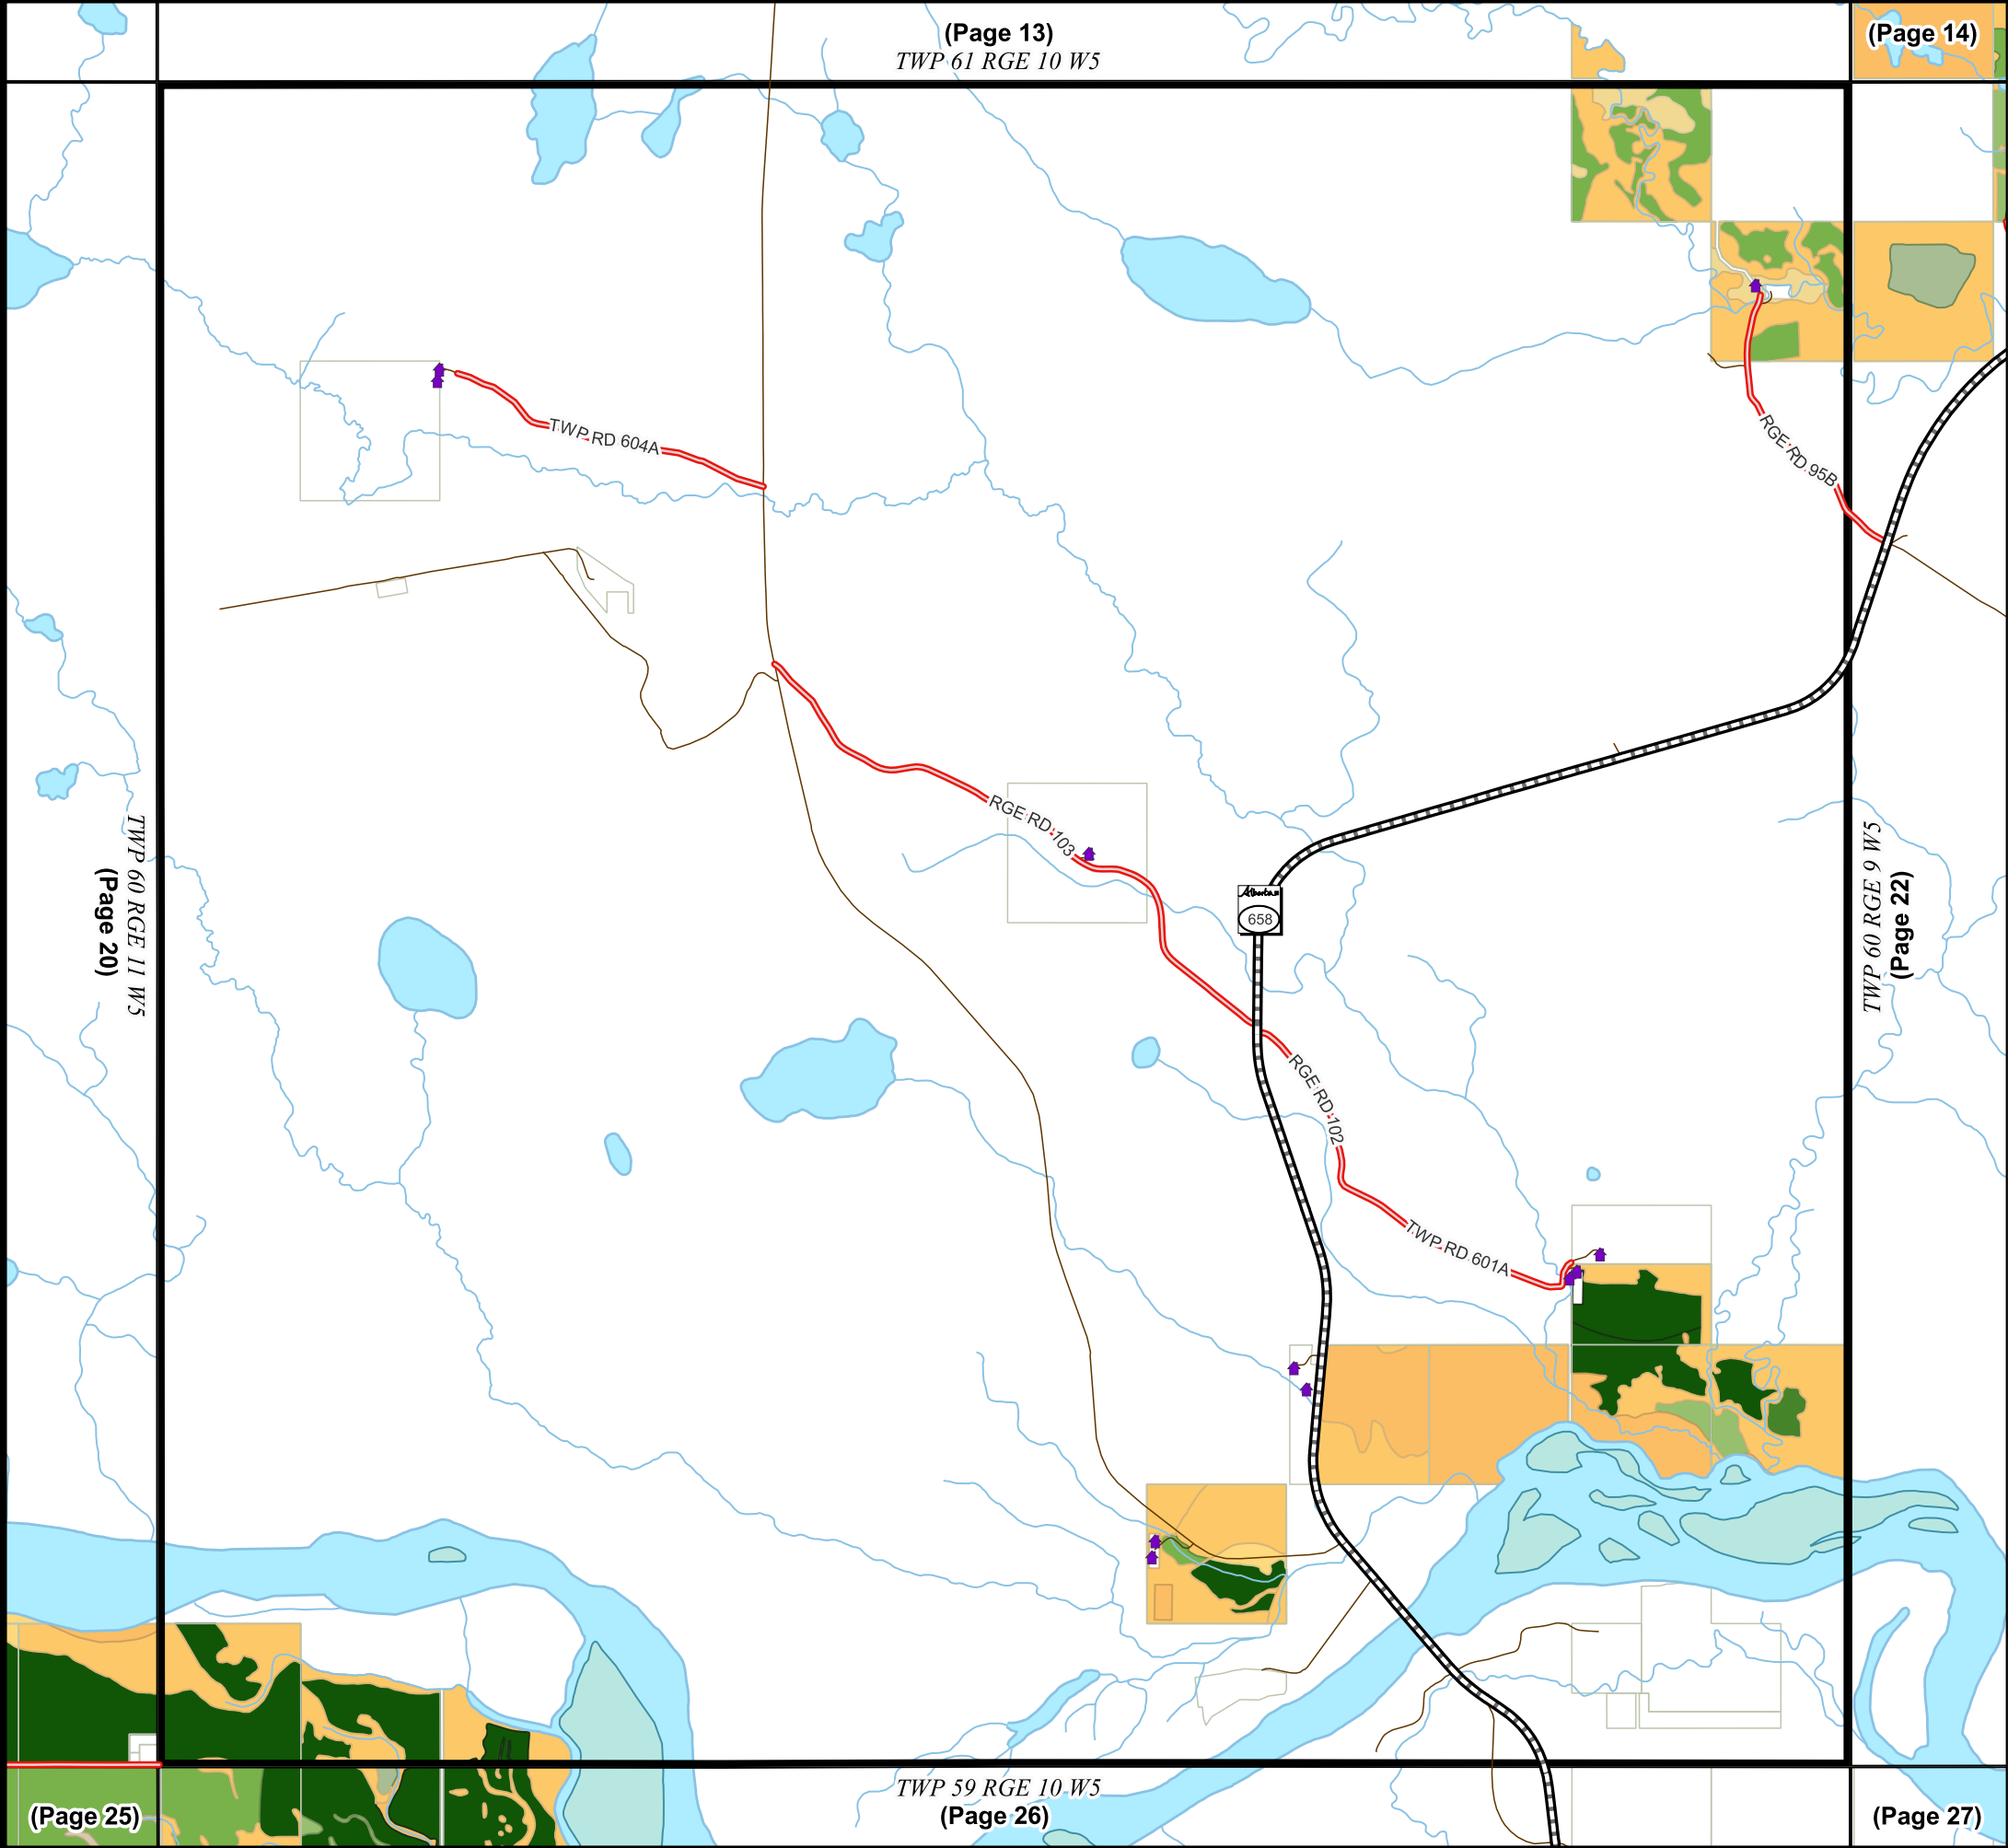 (Page 13)
TWP 61 RGE 10 W5
(Page 14)
TWP RD 604A
RGE RD 95B
RGE RD 103
TWP 60 RGE 11 W5
(Page 20)
Alberta
658
TWP 60 RGE 9 W5
(Page 22)
RGE RD 102
TWP RD 601A
TWP 59 RGE 10 W5
(Page 25)
(Page 26)
(Page 27)